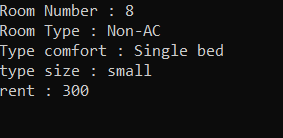 Room Number : 8
Room Type : Non-AC
Type comfort : Single bed
type size : small
rent : 300